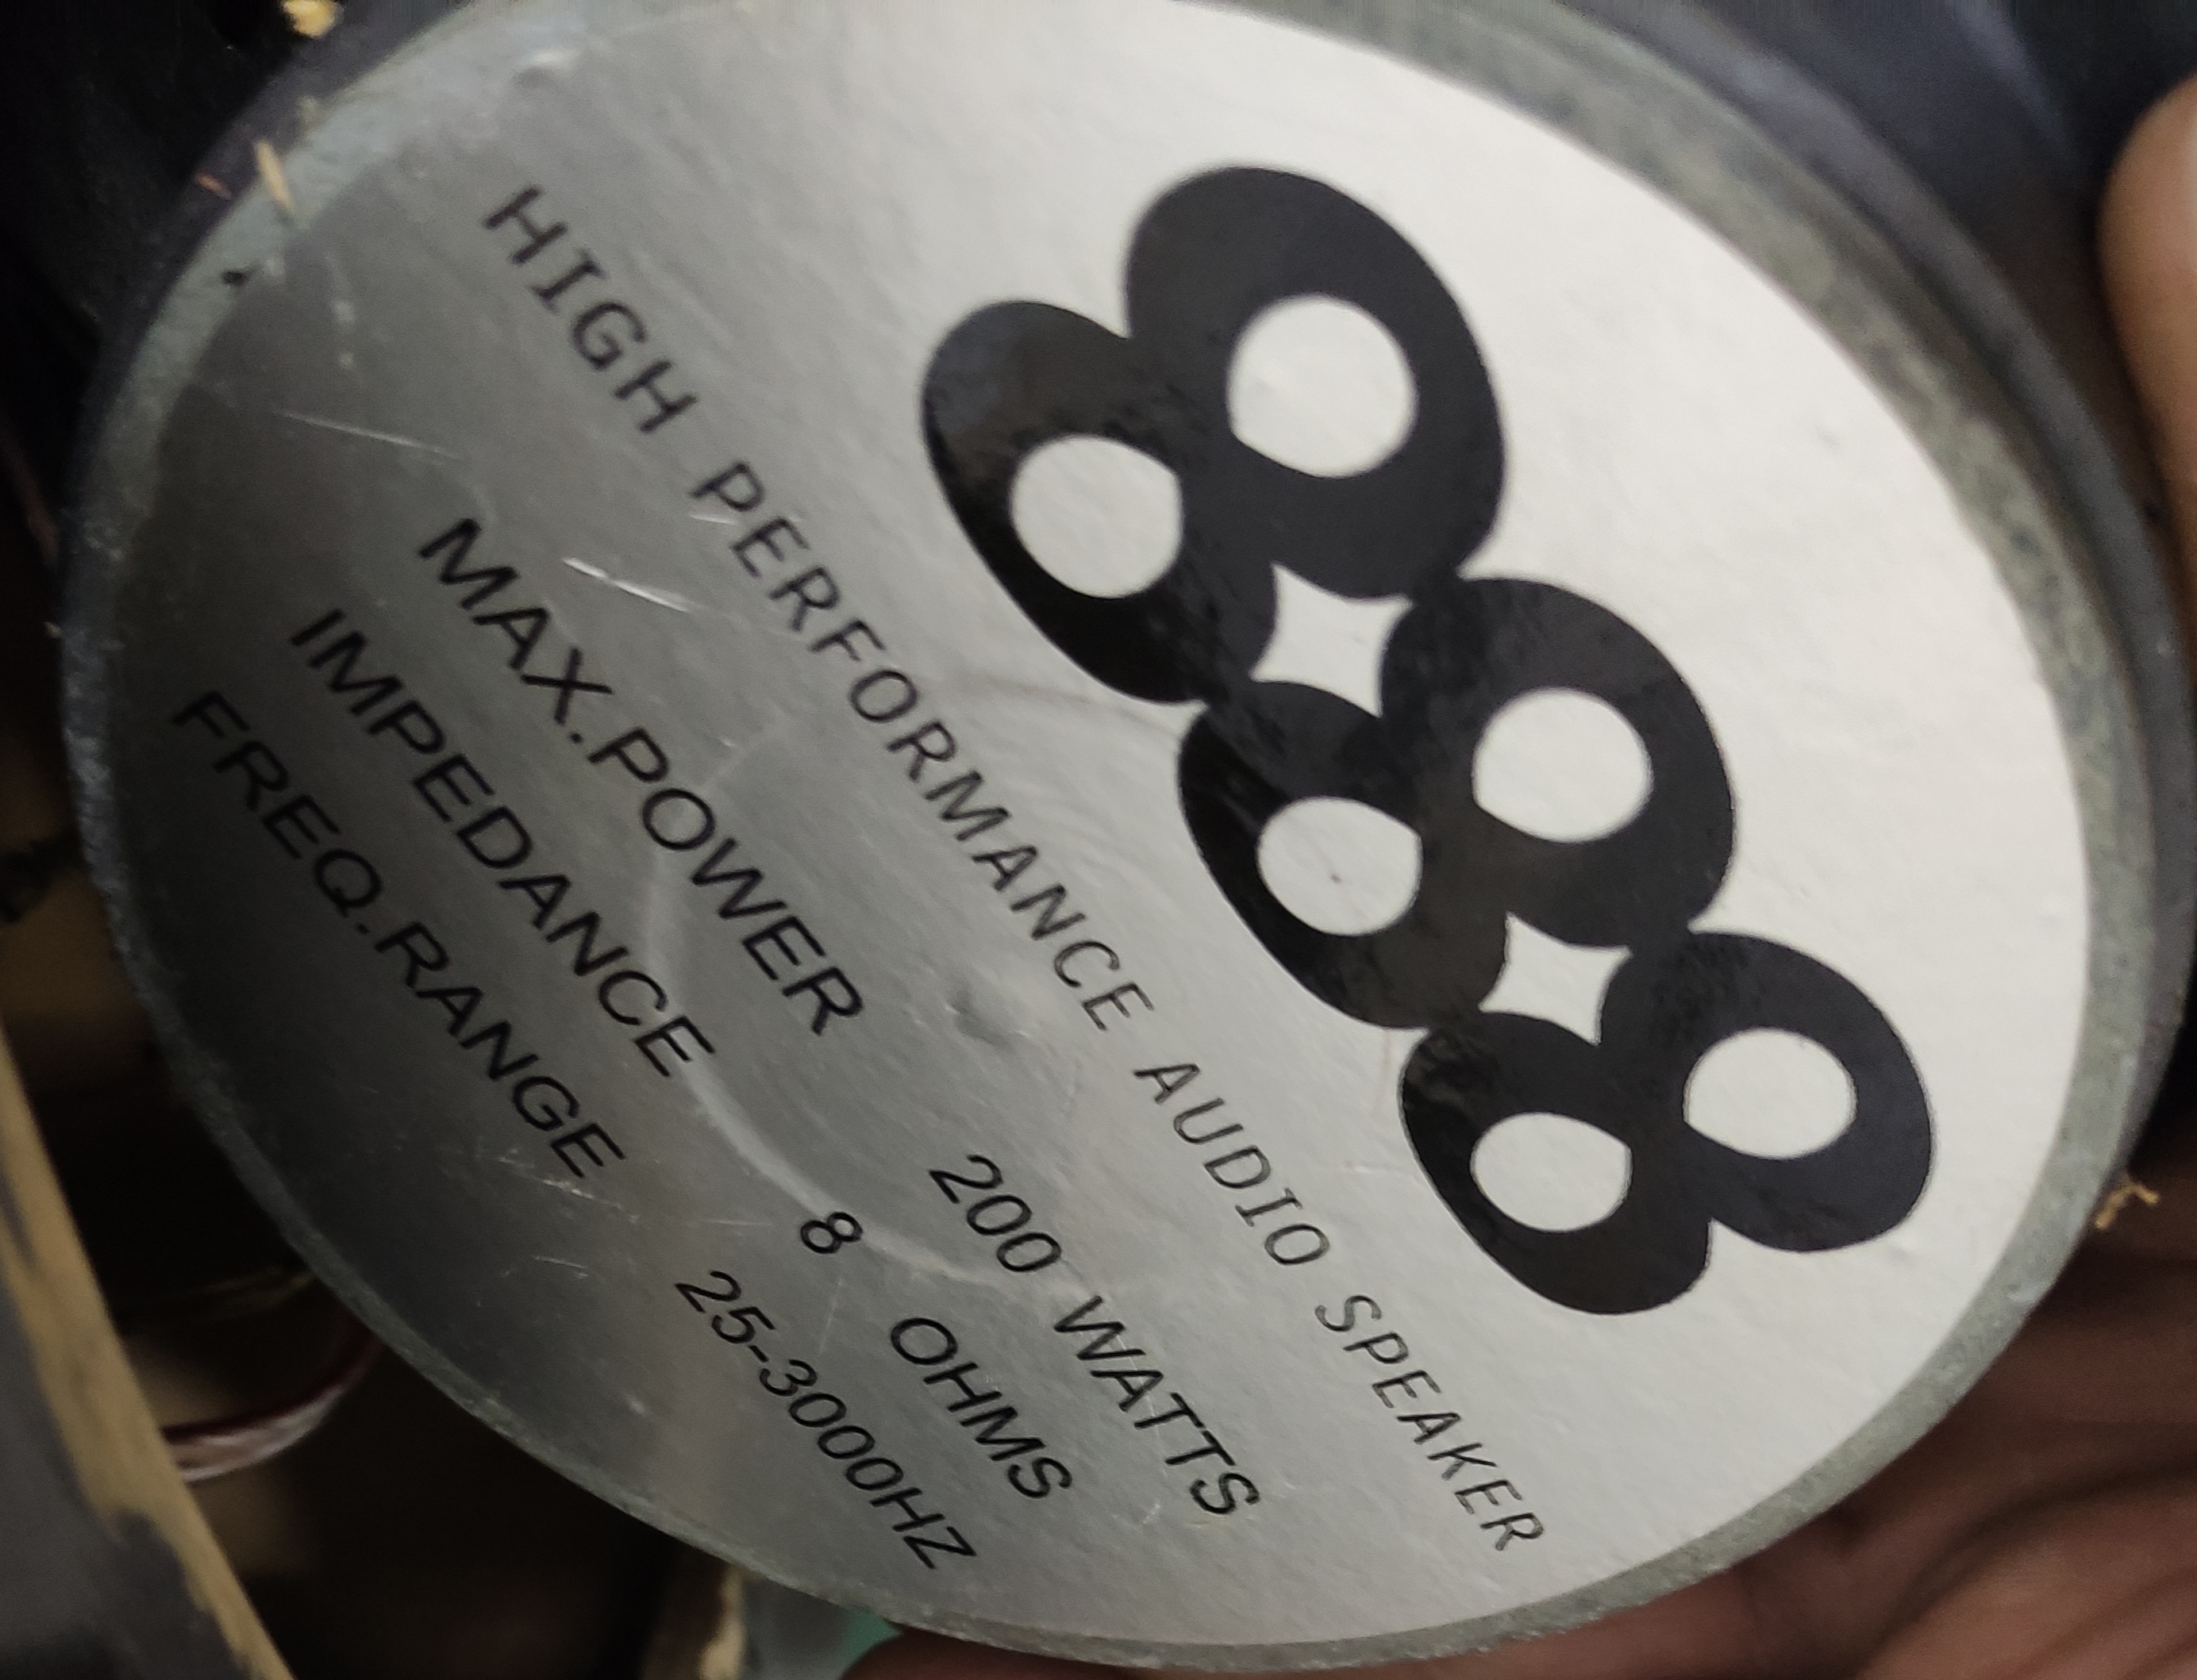 888
HIGH PERFORMANCE AUDIO SPEAKER
MAX.POWER 200 WATTS
IMPEDANCE 8 OHMS
FREQ.RANGE 25-3000HZ